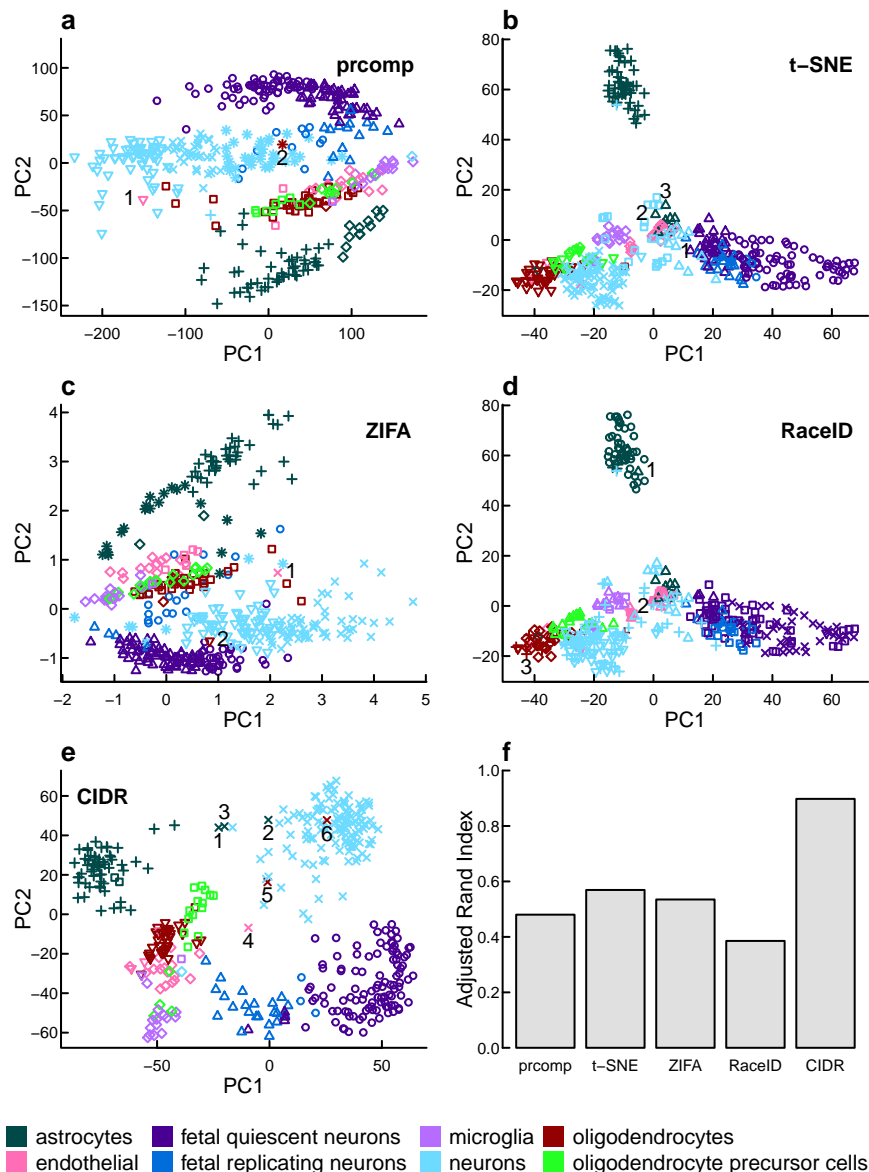 a
prcomp
PC2
100
50
0
−50
−100
−150
1
2
−200
−100
0
100
PC1
b
t−SNE
PC2
80
60
40
20
0
−20
3
2
1
−40
−20
0
20
40
60
PC1
c
ZIFA
PC2
4
3
2
1
0
−1
1
2
−2
−1
0
1
2
3
4
5
PC1
d
RaceID
PC2
80
60
40
20
0
−20
1
2
3
−40
−20
0
20
40
60
PC1
e
CIDR
PC2
60
40
20
0
−20
−40
−60
3
1
2
6
5
4
−50
0
50
PC1
f
Adjusted Rand Index
1.0
0.8
0.6
0.4
0.2
0.0
prcomp
t−SNE
ZIFA
RaceID
CIDR
astrocytes
fetal quiescent neurons
microglia
oligodendrocytes
endothelial
fetal replicating neurons
neurons
oligodendrocyte precursor cells